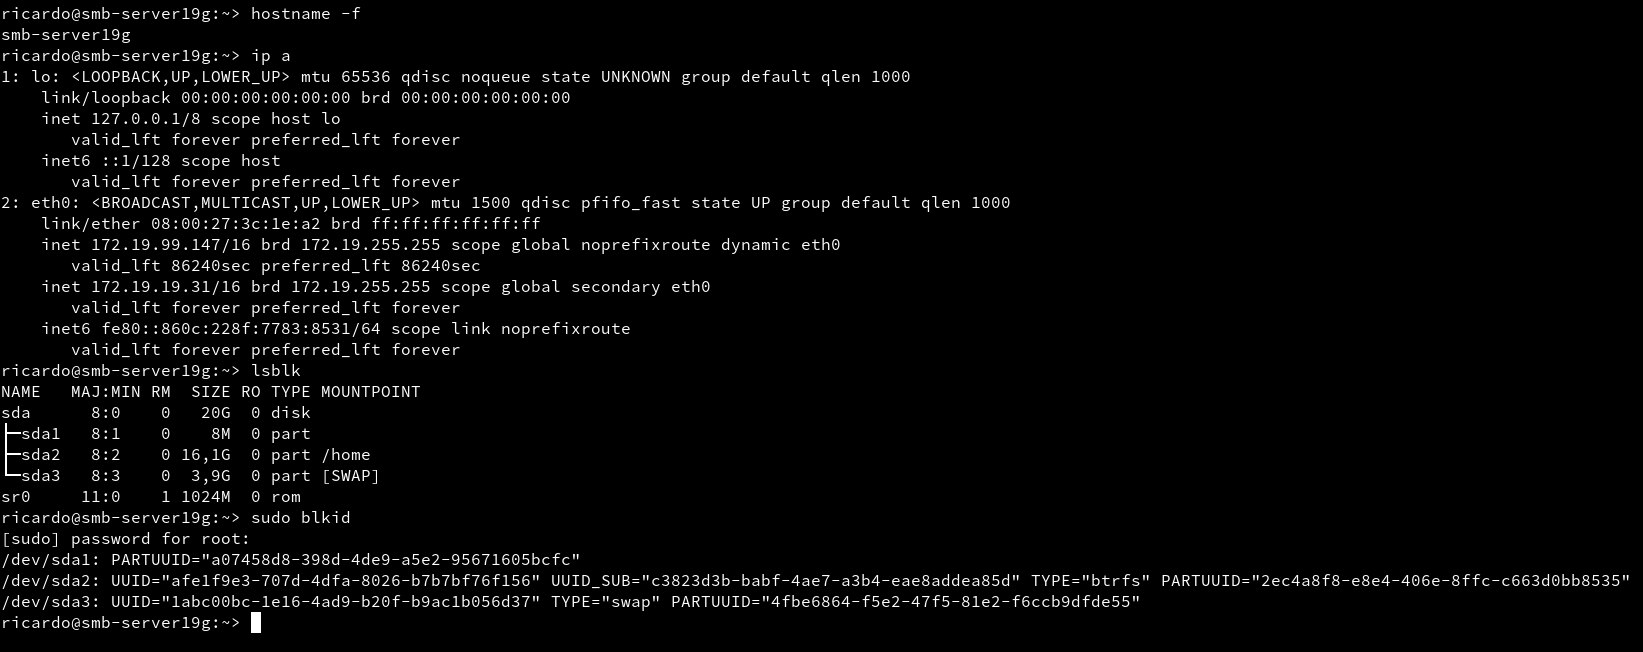 ricardo@smb-server19g:~> hostname -f
smb-server19g
ricardo@smb-server19g:~> ip a
1: lo: <LOOPBACK,UP,LOWER_UP> mtu 65536 qdisc noqueue state UNKNOWN group default qlen 1000
    link/loopback 00:00:00:00:00:00 brd 00:00:00:00:00:00
    inet 127.0.0.1/8 scope host lo
       valid_lft forever preferred_lft forever
    inet6 ::1/128 scope host
       valid_lft forever preferred_lft forever
2: eth0: <BROADCAST,MULTICAST,UP,LOWER_UP> mtu 1500 qdisc pfifo_fast state UP group default qlen 1000
    link/ether 08:00:27:3c:1e:a2 brd ff:ff:ff:ff:ff:ff
    inet 172.19.99.147/16 brd 172.19.255.255 scope global noprefixroute dynamic eth0
       valid_lft 86240sec preferred_lft 86240sec
    inet 172.19.19.31/16 brd 172.19.255.255 scope global secondary eth0
       valid_lft forever preferred_lft forever
    inet6 fe80::860c:228f:7783:8531/64 scope link noprefixroute
       valid_lft forever preferred_lft forever
ricardo@smb-server19g:~> lsblk
NAME   MAJ:MIN RM  SIZE RO TYPE MOUNTPOINT
sda      8:0    0   20G  0 disk
├─sda1   8:1    0    8M  0 part
├─sda2   8:2    0 16,1G  0 part /home
└─sda3   8:3    0  3,9G  0 part [SWAP]
sr0     11:0    1 1024M  0 rom
ricardo@smb-server19g:~> sudo blkid
[sudo] password for root:
/dev/sda1: PARTUUID="a07458d8-398d-4de9-a5e2-95671605bcfc"
/dev/sda2: UUID="afe1f9e3-707d-4dfa-8026-b7b7bf76f156" UUID_SUB="c3823d3b-babf-4ae7-a3b4-eae8addea85d" TYPE="btrfs" PARTUUID="2ec4a8f8-e8e4-406e-8ffc-c663d0bb8535"
/dev/sda3: UUID="1abc00bc-1e16-4ad9-b20f-b9ac1b056d37" TYPE="swap" PARTUUID="4fbe6864-f5e2-47f5-81e2-f6ccb9dfde55"
ricardo@smb-server19g:~>